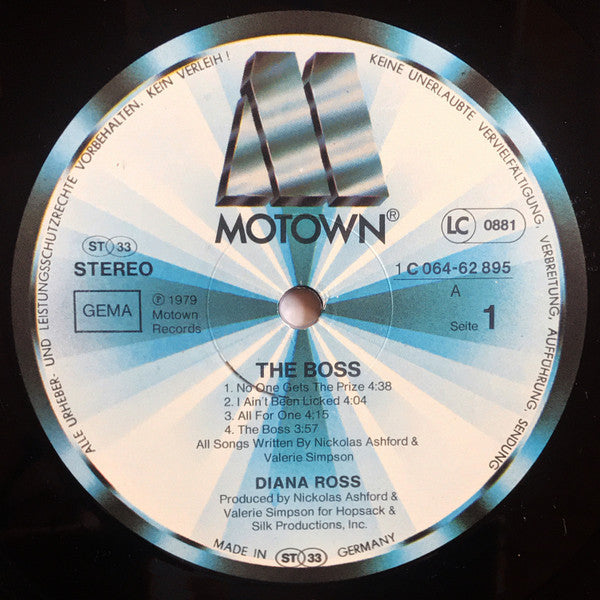 ALLE URHEBER- UND LEISTUNGSSCHUTZRECHTE VORBEHALTEN. KEIN VERLEIH! KEINE UNERLAUBTE VERVIELFÄLTIGUNG, VERBREITUNG, AUFFÜHRUNG, SENDUNG
M
MOTOWN®
LC 0881
ST 33
STEREO
1 C 064-62 895
GEMA
℗ 1979
Motown
Records
A
Seite 1
THE BOSS
1. No One Gets The Prize 4:38
2. I Ain't Been Licked 4:04
3. All For One 4:15
4. The Boss 3:57
All Songs Written By Nickolas Ashford &
Valerie Simpson
DIANA ROSS
Produced by Nickolas Ashford &
Valerie Simpson for Hopsack &
Silk Productions, Inc.
MADE IN ST 33 GERMANY